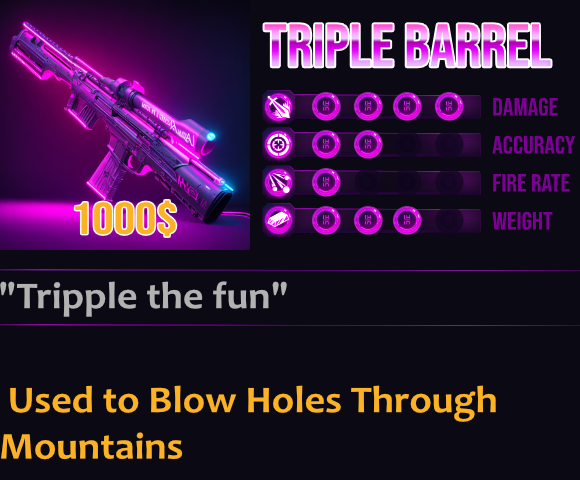 TRIPLE BARREL
DAMAGE
ACCURACY
FIRE RATE
WEIGHT
1000$
"Tripple the fun"
Used to Blow Holes Through
Mountains